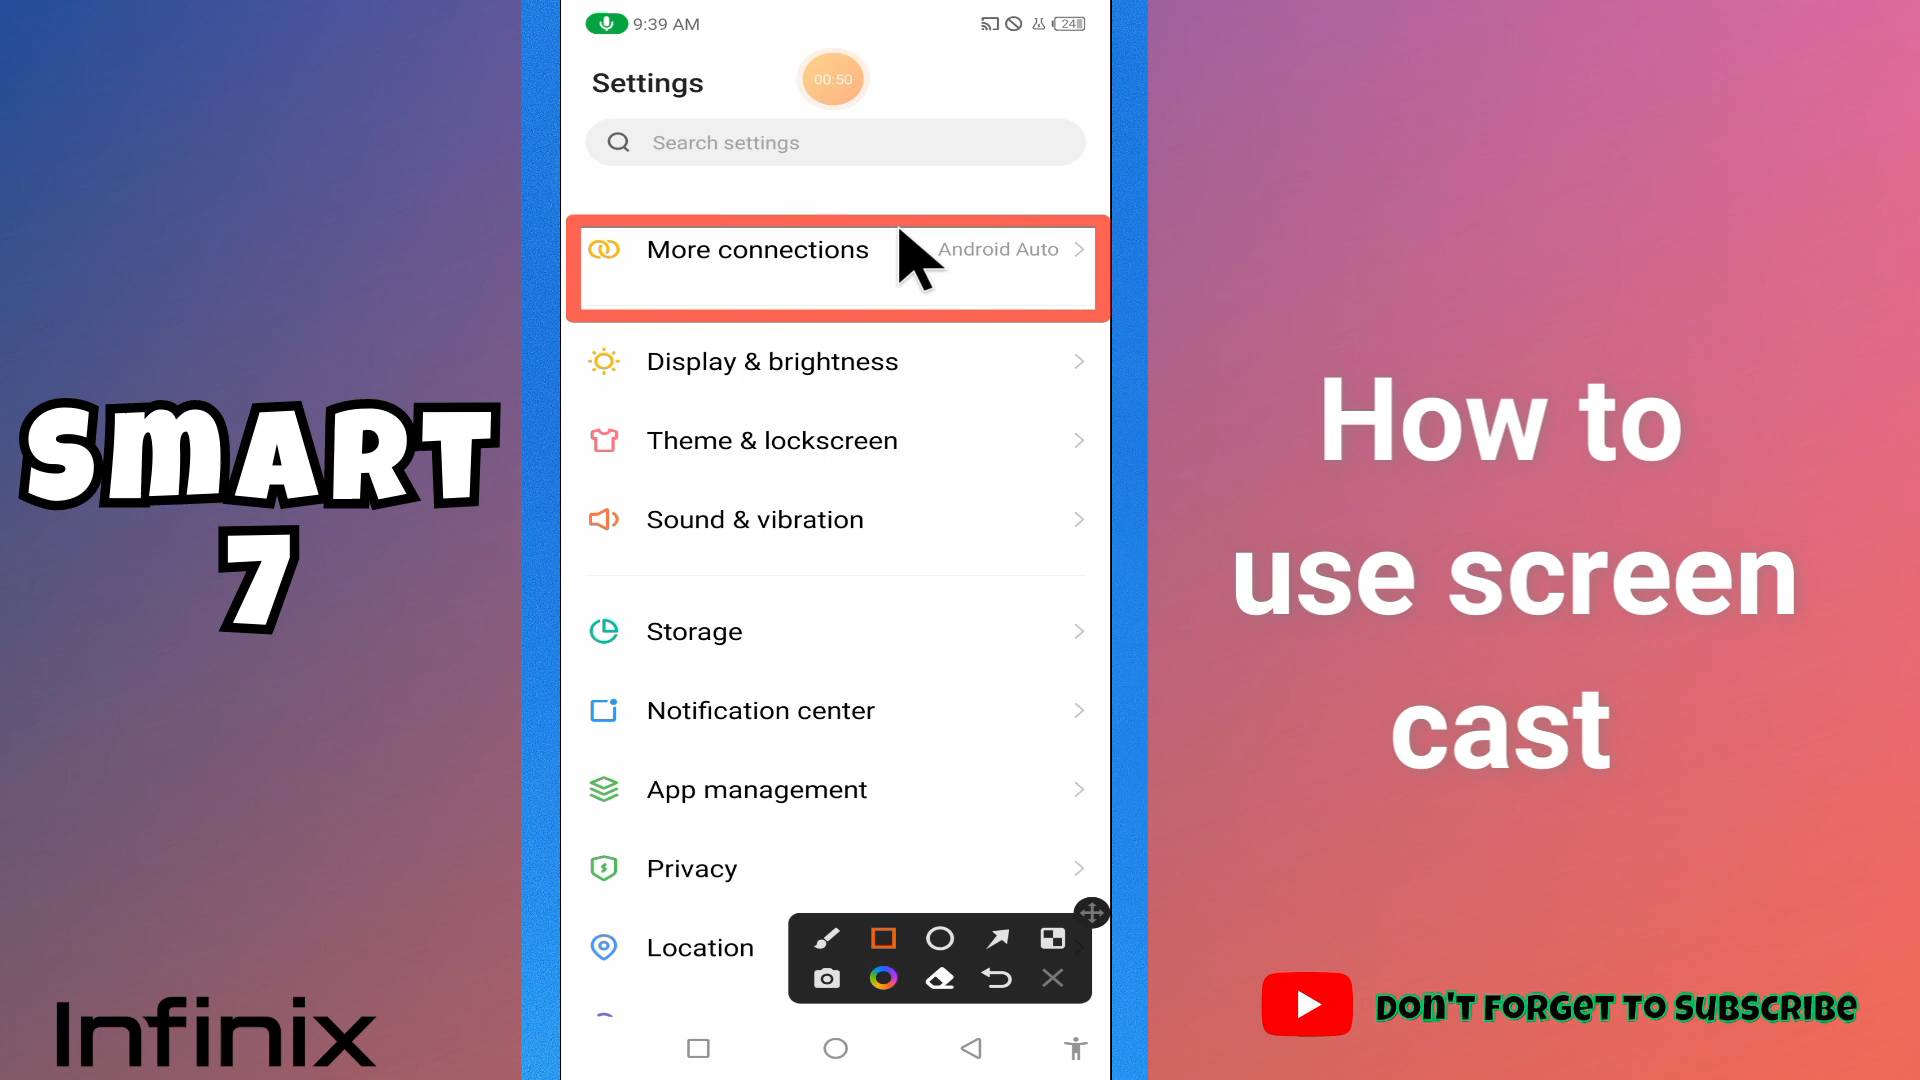 9:39 AM
24
Settings
00:50
Search settings
More connections
Android Auto
Display & brightness
Theme & lockscreen
Sound & vibration
Storage
Notification center
App management
Privacy
Location
SMART
7
Infinix
How to
use screen
cast
DON'T FORGET TO SUBSCRIBE